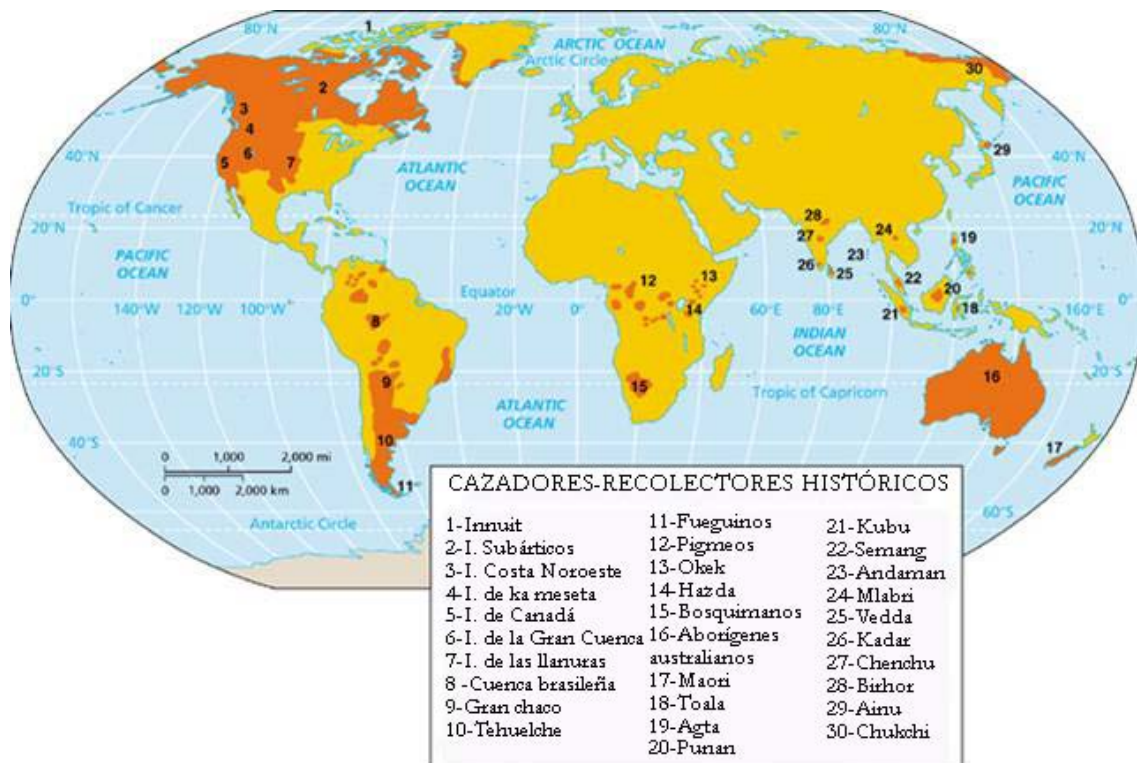 80°N
1
ARCTIC OCEAN
Arctic Circle
80°N
30
2
3
4
5
6
7
40°N
ATLANTIC
OCEAN
29
40°N
PACIFIC
OCEAN
Tropic of Cancer
20°N
28
27
24
23
19
20°N
PACIFIC
OCEAN
26
25
22
12
13
20
0°
140°W
120°W
100°W
Equator
20°W
0°
14
60°E
80°E
21
18
160°E
0°
8
INDIAN
OCEAN
20°S
9
15
16
20°S
Tropic of Capricorn
ATLANTIC
OCEAN
40°S
10
17
0 1,000 2,000 mi
0 1,000 2,000 km
11
Antarctic Circle
60°S
CAZADORES-RECOLECTORES HISTÓRICOS
1-Innuit
2-I. Subárticos
3-I. Costa Noroeste
4-I. de ka meseta
5-I. de Canadá
6-I. de la Gran Cuenca
7-I. de las llanuras
8 -Cuenca brasileña
9-Gran chaco
10-Tehuelche
11-Fueguinos
12-Pigmeos
13-Okek
14-Hazda
15-Bosquimanos
16-Aborígenes
australianos
17-Maori
18-Toala
19-Agta
20-Punan
21-Kubu
22-Semang
23-Andaman
24-Mlabri
25-Vedda
26-Kadar
27-Chenchu
28-Birhor
29-Ainu
30-Chukchi